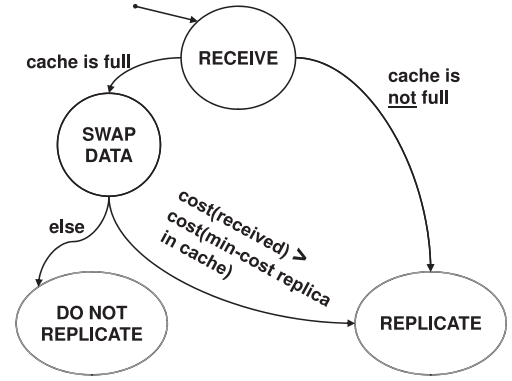 RECEIVE
cache is full
cache is
not full
SWAP
DATA
else
cost(received) >
cost(min-cost replica
in cache)
DO NOT
REPLICATE
REPLICATE